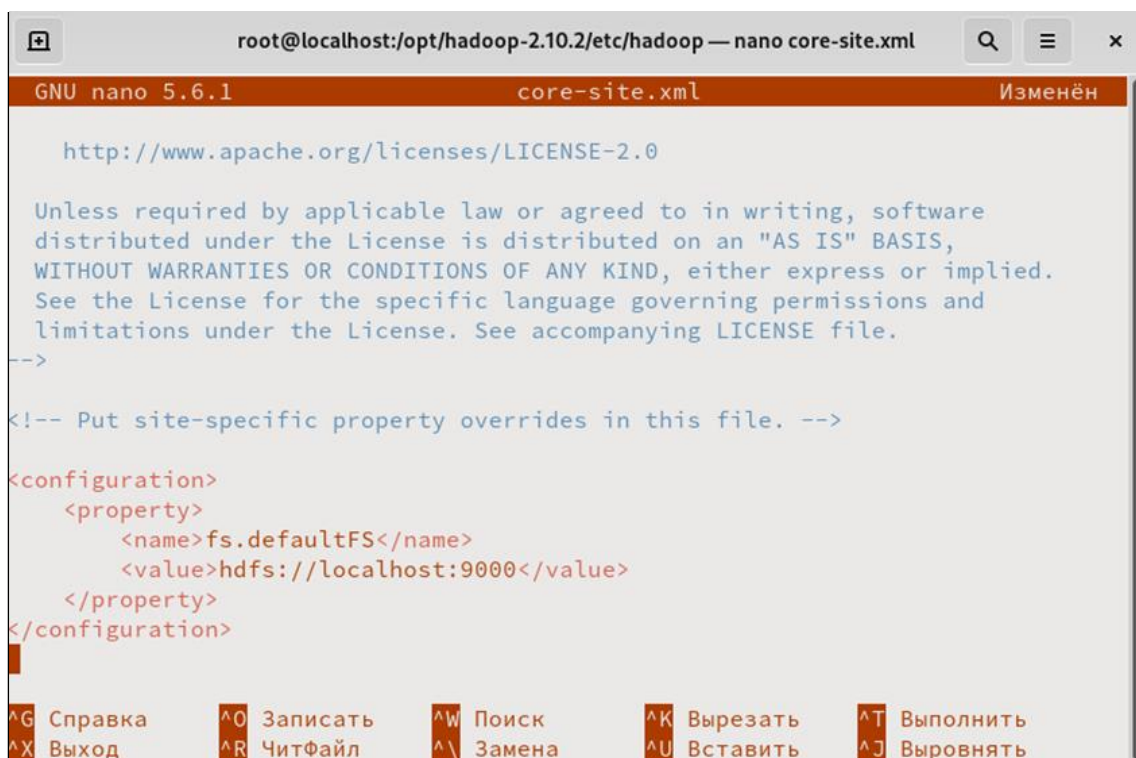 root@localhost:/opt/hadoop-2.10.2/etc/hadoop — nano core-site.xml
GNU nano 5.6.1 core-site.xml Изменён
http://www.apache.org/licenses/LICENSE-2.0
Unless required by applicable law or agreed to in writing, software
distributed under the License is distributed on an "AS IS" BASIS,
WITHOUT WARRANTIES OR CONDITIONS OF ANY KIND, either express or implied.
See the License for the specific language governing permissions and
limitations under the License. See accompanying LICENSE file.
-->
<!-- Put site-specific property overrides in this file. -->
<configuration>
<property>
<name>fs.defaultFS</name>
<value>hdfs://localhost:9000</value>
</property>
</configuration>
^G Справка ^O Записать ^W Поиск ^K Вырезать ^T Выполнить
^X Выход ^R ЧитФайл ^\ Замена ^U Вставить ^J Выровнять